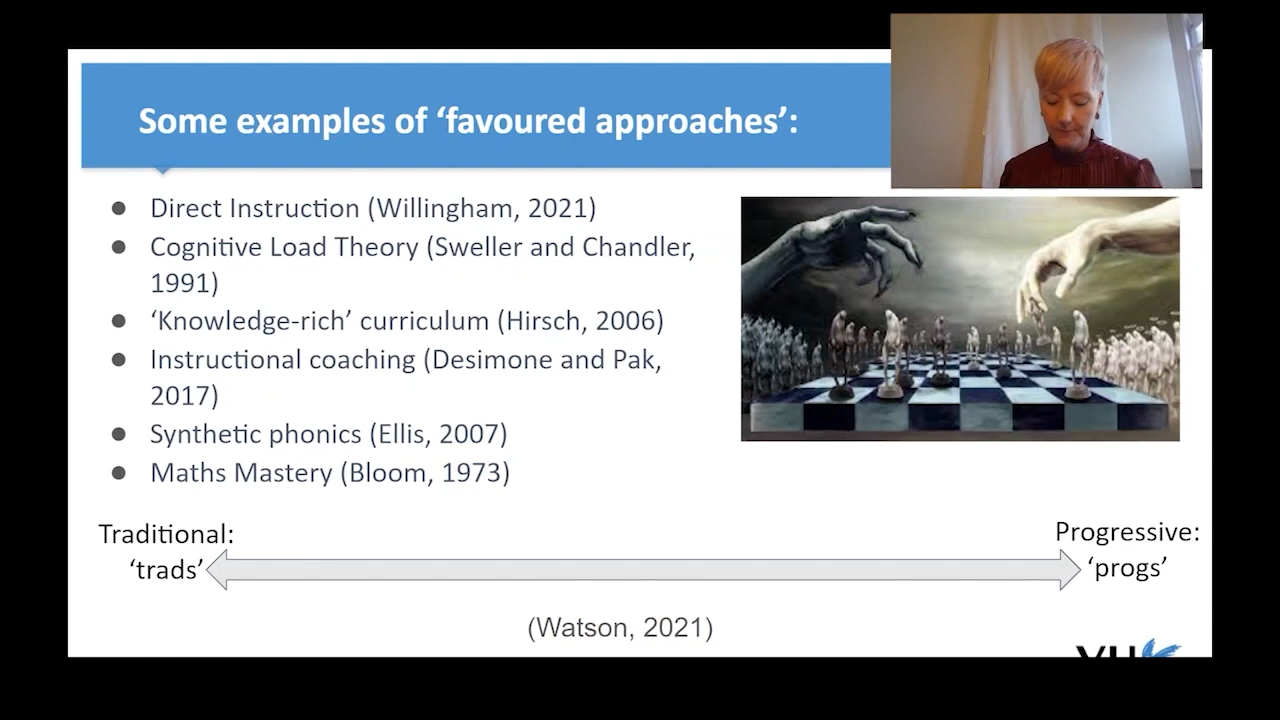 Some examples of ‘favoured approaches’:
Direct Instruction (Willingham, 2021)
Cognitive Load Theory (Sweller and Chandler,
1991)
‘Knowledge-rich’ curriculum (Hirsch, 2006)
Instructional coaching (Desimone and Pak,
2017)
Synthetic phonics (Ellis, 2007)
Maths Mastery (Bloom, 1973)
Traditional:
‘trads’
Progressive:
‘progs’
(Watson, 2021)